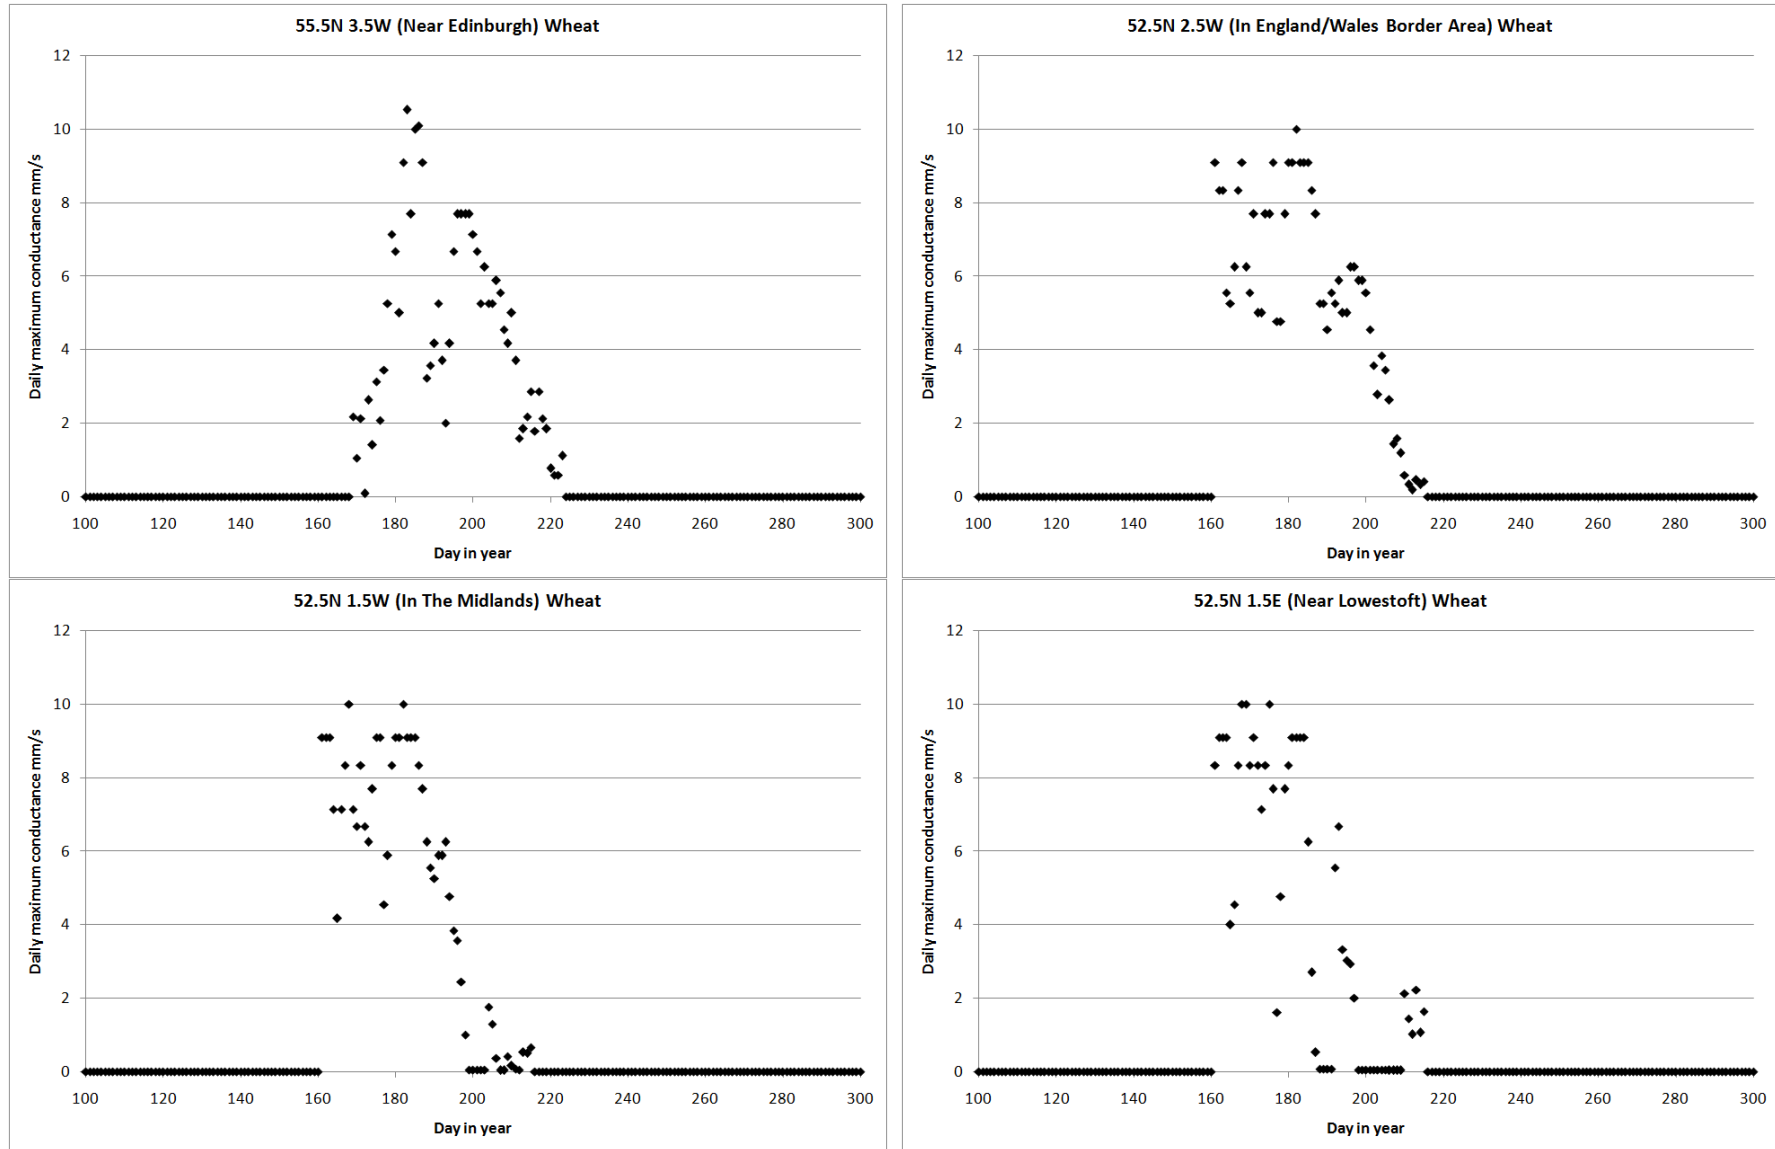 55.5N 3.5W (Near Edinburgh) Wheat
Daily maximum conductance mm/s
12
10
8
6
4
2
0
100 120 140 160 180 200 220 240 260 280 300
Day in year
52.5N 2.5W (In England/Wales Border Area) Wheat
Daily maximum conductance mm/s
12
10
8
6
4
2
0
100 120 140 160 180 200 220 240 260 280 300
Day in year
52.5N 1.5W (In The Midlands) Wheat
Daily maximum conductance mm/s
12
10
8
6
4
2
0
100 120 140 160 180 200 220 240 260 280 300
Day in year
52.5N 1.5E (Near Lowestoft) Wheat
Daily maximum conductance mm/s
12
10
8
6
4
2
0
100 120 140 160 180 200 220 240 260 280 300
Day in year